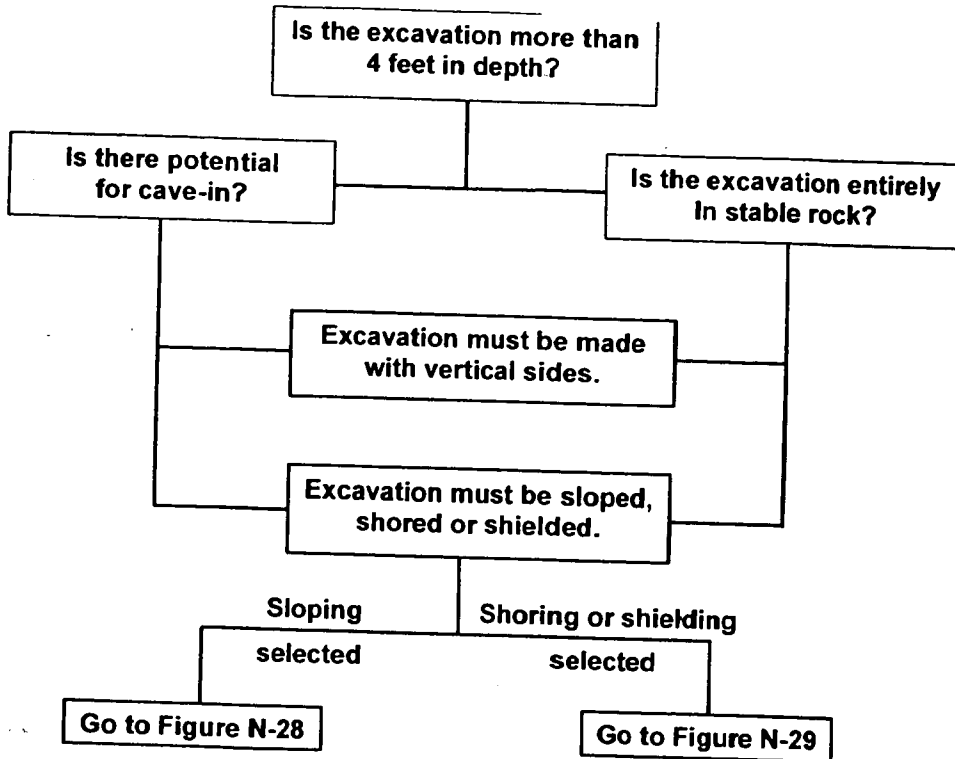 Is the excavation more than
4 feet in depth?
Is there potential
for cave-in?
Is the excavation entirely
In stable rock?
Excavation must be made
with vertical sides.
Excavation must be sloped,
shored or shielded.
Sloping
selected
Shoring or shielding
selected
Go to Figure N-28
Go to Figure N-29